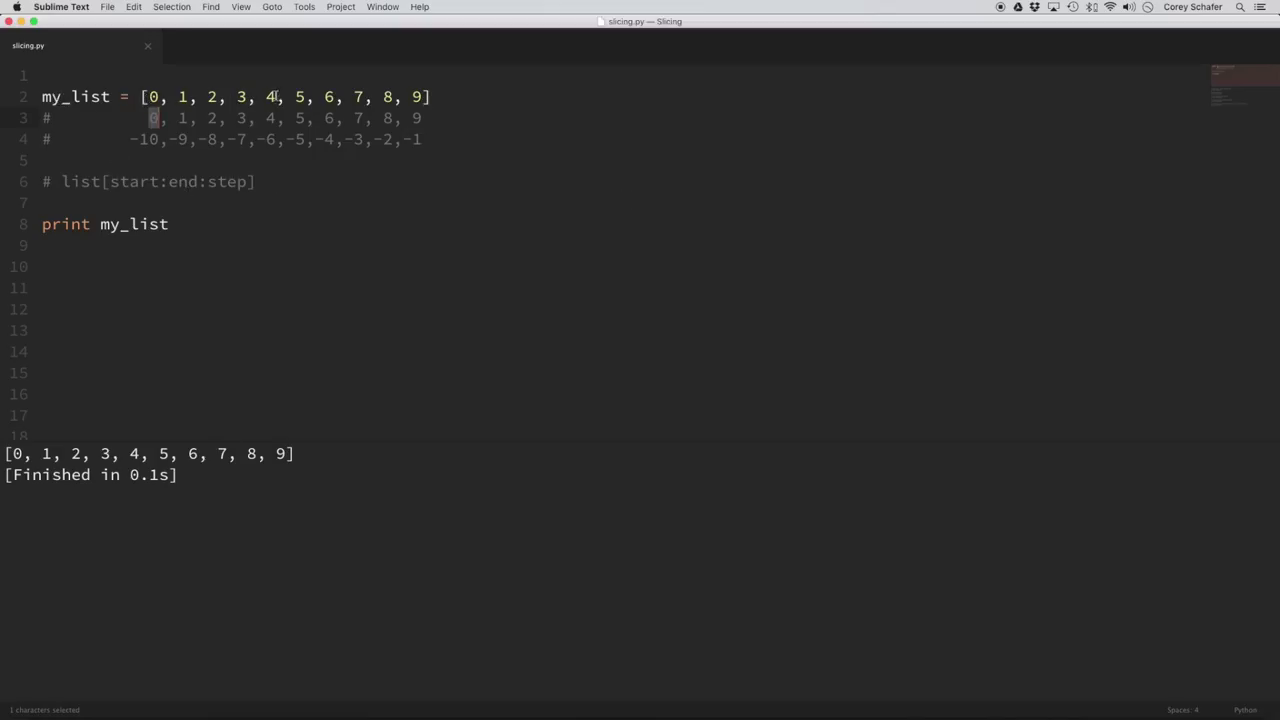 Sublime Text File Edit Selection Find View Goto Tools Project Window Help Corey Schafer
slicing.py — Slicing
slicing.py
1
2 my_list = [0, 1, 2, 3, 4, 5, 6, 7, 8, 9]
3 # 0, 1, 2, 3, 4, 5, 6, 7, 8, 9
4 # -10,-9,-8,-7,-6,-5,-4,-3,-2,-1
5
6 # list[start:end:step]
7
8 print my_list
9
10
11
12
13
14
15
16
17
18
[0, 1, 2, 3, 4, 5, 6, 7, 8, 9]
[Finished in 0.1s]
1 characters selected Spaces: 4 Python